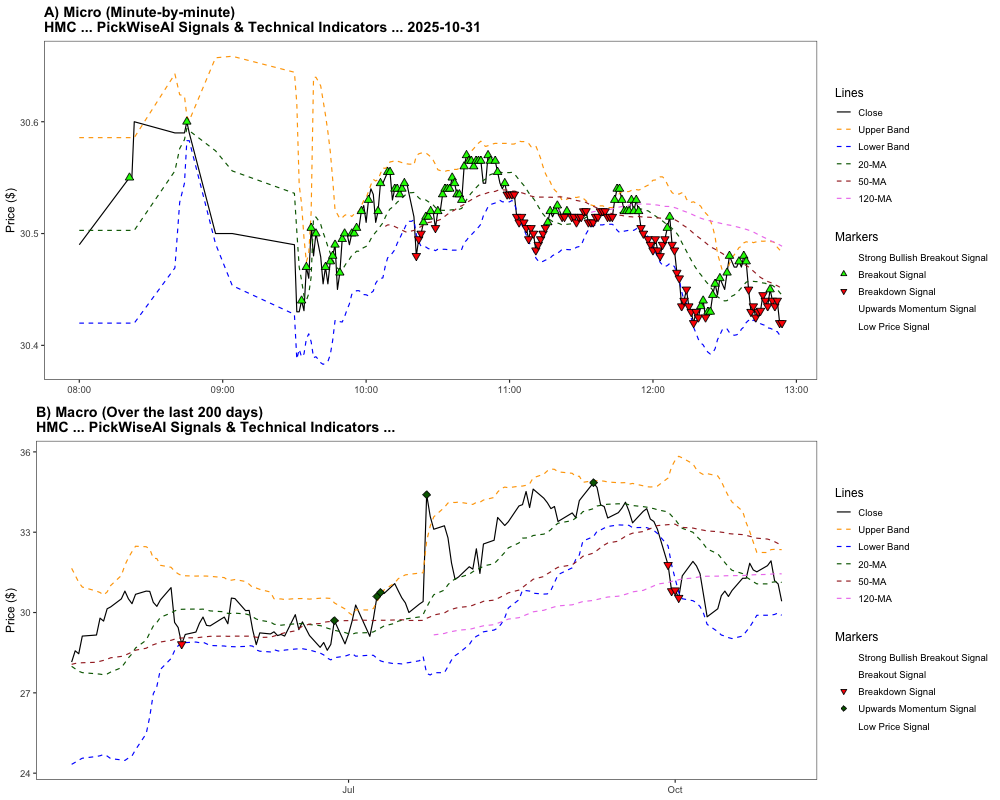 A) Micro (Minute-by-minute)
HMC ... PickWiseAI Signals & Technical Indicators ... 2025-10-31
Price ($)
30.6
30.5
30.4
08:00
09:00
10:00
11:00
12:00
13:00
Lines
Close
Upper Band
Lower Band
20-MA
50-MA
120-MA
Markers
Strong Bullish Breakout Signal
Breakout Signal
Breakdown Signal
Upwards Momentum Signal
Low Price Signal
B) Macro (Over the last 200 days)
HMC ... PickWiseAI Signals & Technical Indicators ...
Price ($)
36
33
30
27
24
Jul
Oct
Lines
Close
Upper Band
Lower Band
20-MA
50-MA
120-MA
Markers
Strong Bullish Breakout Signal
Breakout Signal
Breakdown Signal
Upwards Momentum Signal
Low Price Signal